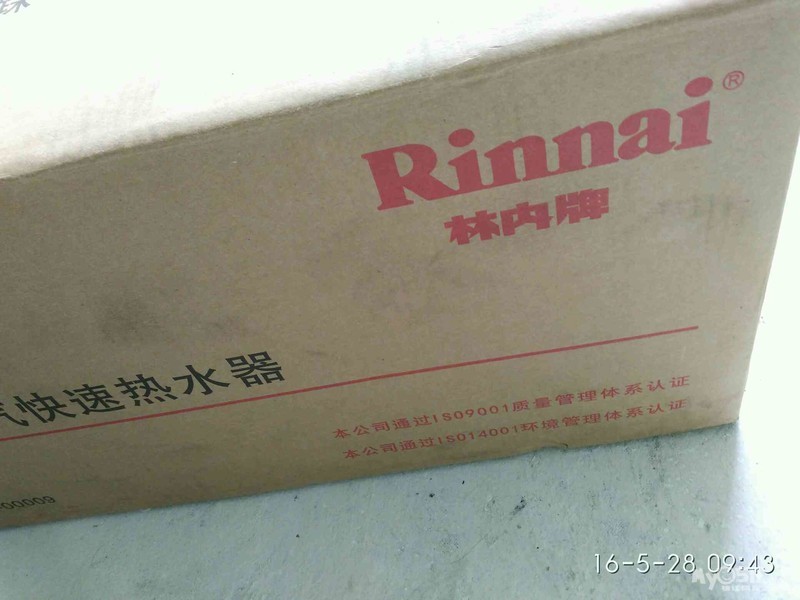 Rinnai®
林内牌
气快速热水器
本公司通过ISO9001质量管理体系认证
本公司通过ISO14001环境管理体系认证
00009
16-5-28 09:43